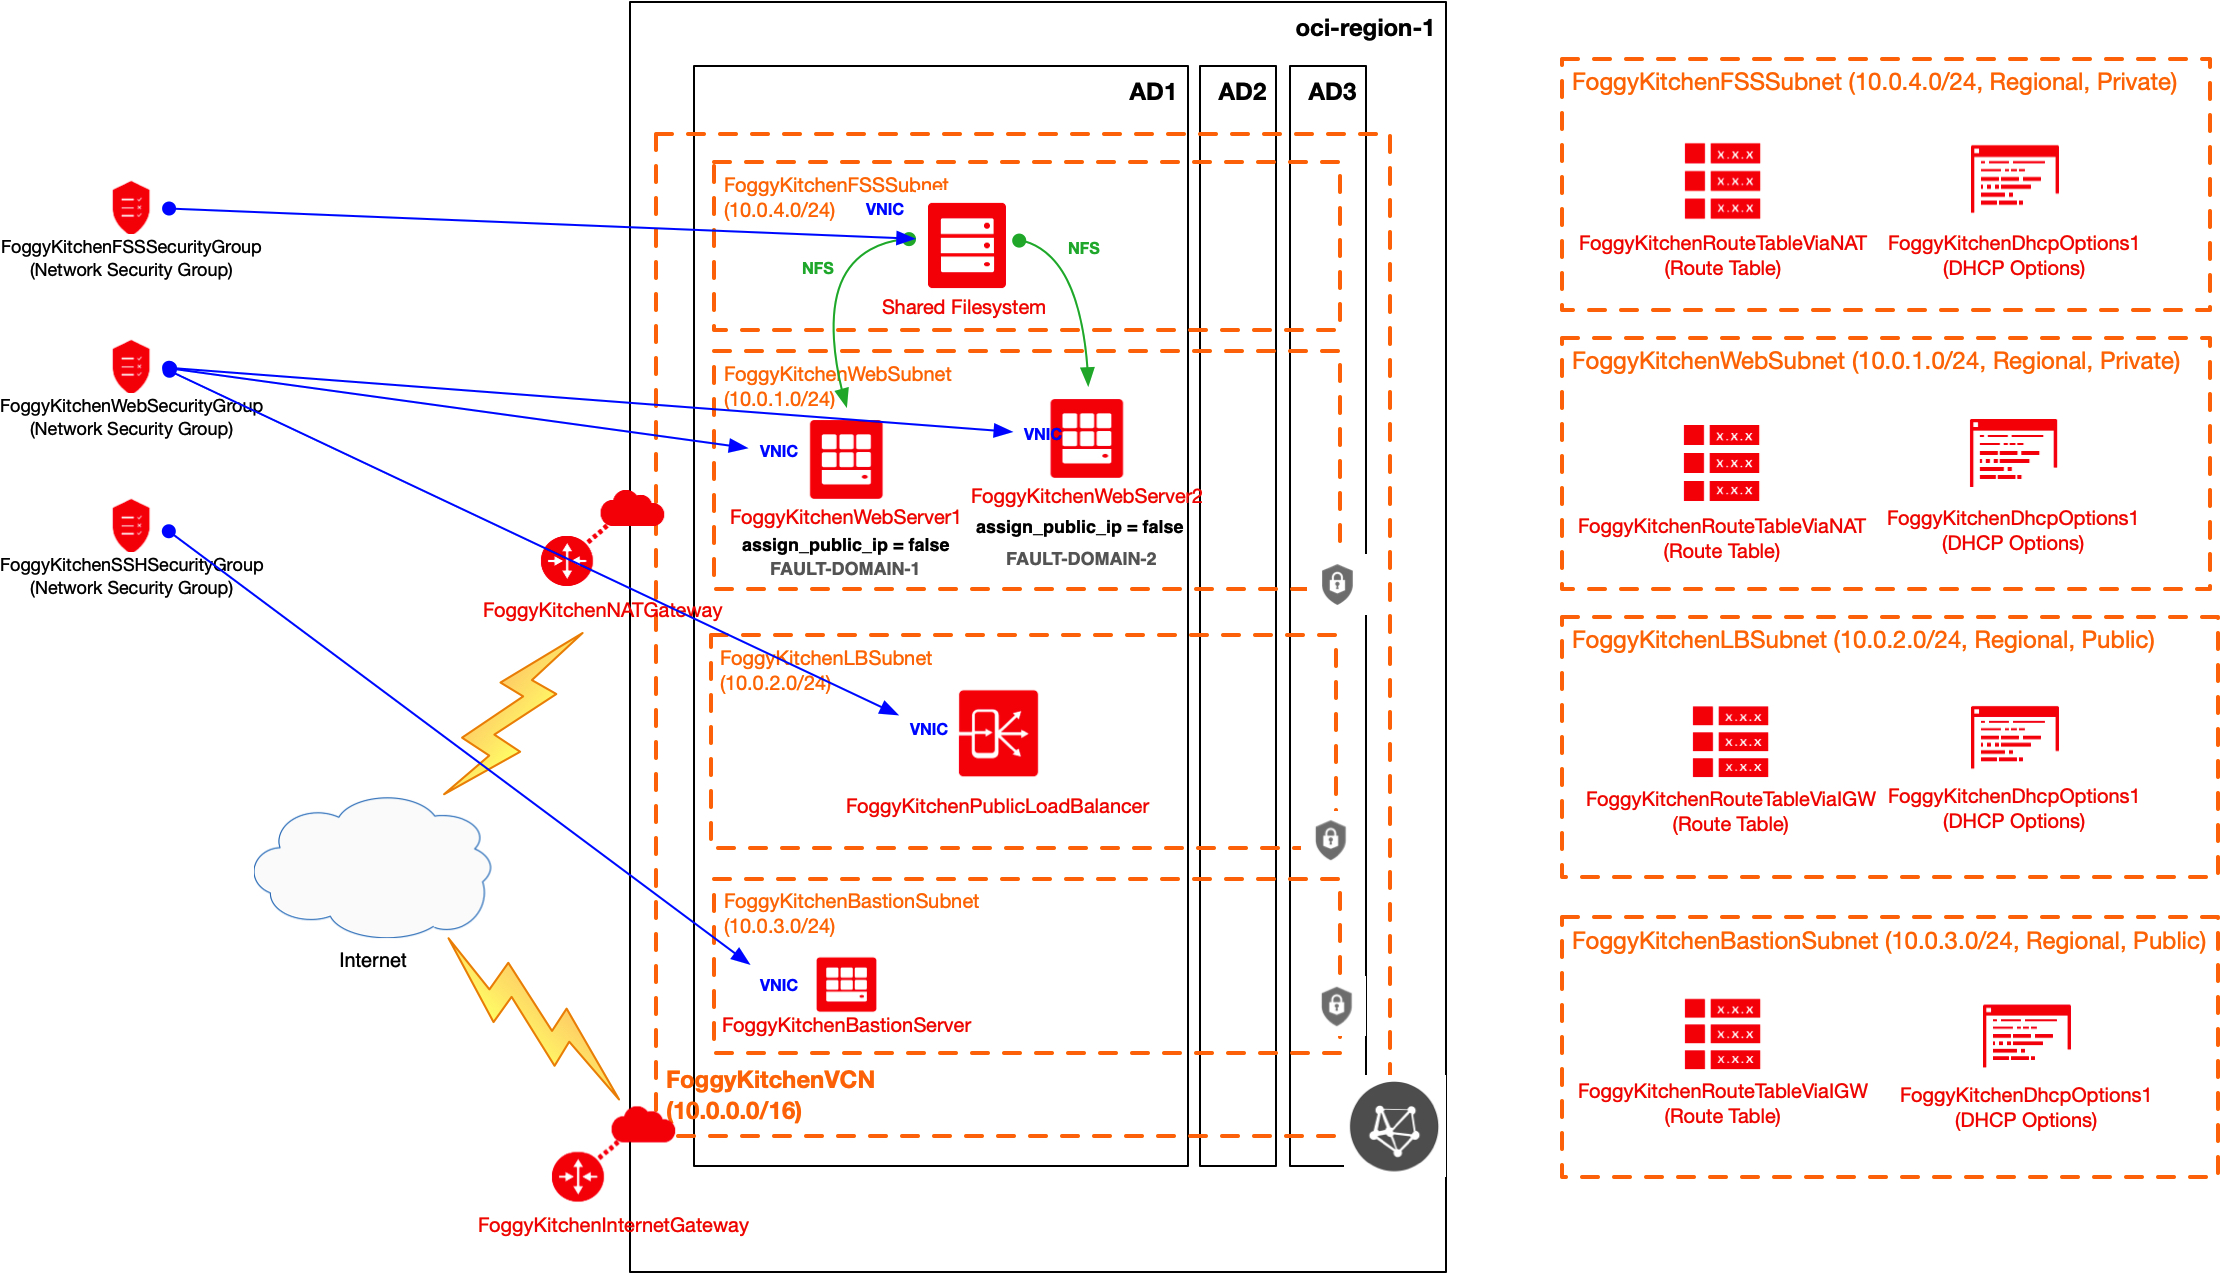 oci-region-1
AD1
AD2
AD3
FoggyKitchenFSSSubnet
(10.0.4.0/24)
VNIC
NFS
NFS
Shared Filesystem
FoggyKitchenFSSSecurityGroup
(Network Security Group)
FoggyKitchenWebSubnet
(10.0.1.0/24)
VNIC
VNIC
FoggyKitchenWebServer1
assign_public_ip = false
FAULT-DOMAIN-1
FoggyKitchenWebServer2
assign_public_ip = false
FAULT-DOMAIN-2
FoggyKitchenWebSecurityGroup
(Network Security Group)
FoggyKitchenSSHSecurityGroup
(Network Security Group)
FoggyKitchenNATGateway
FoggyKitchenLBSubnet
(10.0.2.0/24)
VNIC
FoggyKitchenPublicLoadBalancer
FoggyKitchenBastionSubnet
(10.0.3.0/24)
VNIC
FoggyKitchenBastionServer
Internet
FoggyKitchenVCN
(10.0.0.0/16)
FoggyKitchenInternetGateway
FoggyKitchenFSSSubnet (10.0.4.0/24, Regional, Private)
x.x.x
x.x.x
x.x.x
FoggyKitchenRouteTableViaNAT
(Route Table)
FoggyKitchenDhcpOptions1
(DHCP Options)
FoggyKitchenWebSubnet (10.0.1.0/24, Regional, Private)
x.x.x
x.x.x
x.x.x
FoggyKitchenRouteTableViaNAT
(Route Table)
FoggyKitchenDhcpOptions1
(DHCP Options)
FoggyKitchenLBSubnet (10.0.2.0/24, Regional, Public)
x.x.x
x.x.x
x.x.x
FoggyKitchenRouteTableViaIGW
(Route Table)
FoggyKitchenDhcpOptions1
(DHCP Options)
FoggyKitchenBastionSubnet (10.0.3.0/24, Regional, Public)
x.x.x
x.x.x
x.x.x
FoggyKitchenRouteTableViaIGW
(Route Table)
FoggyKitchenDhcpOptions1
(DHCP Options)